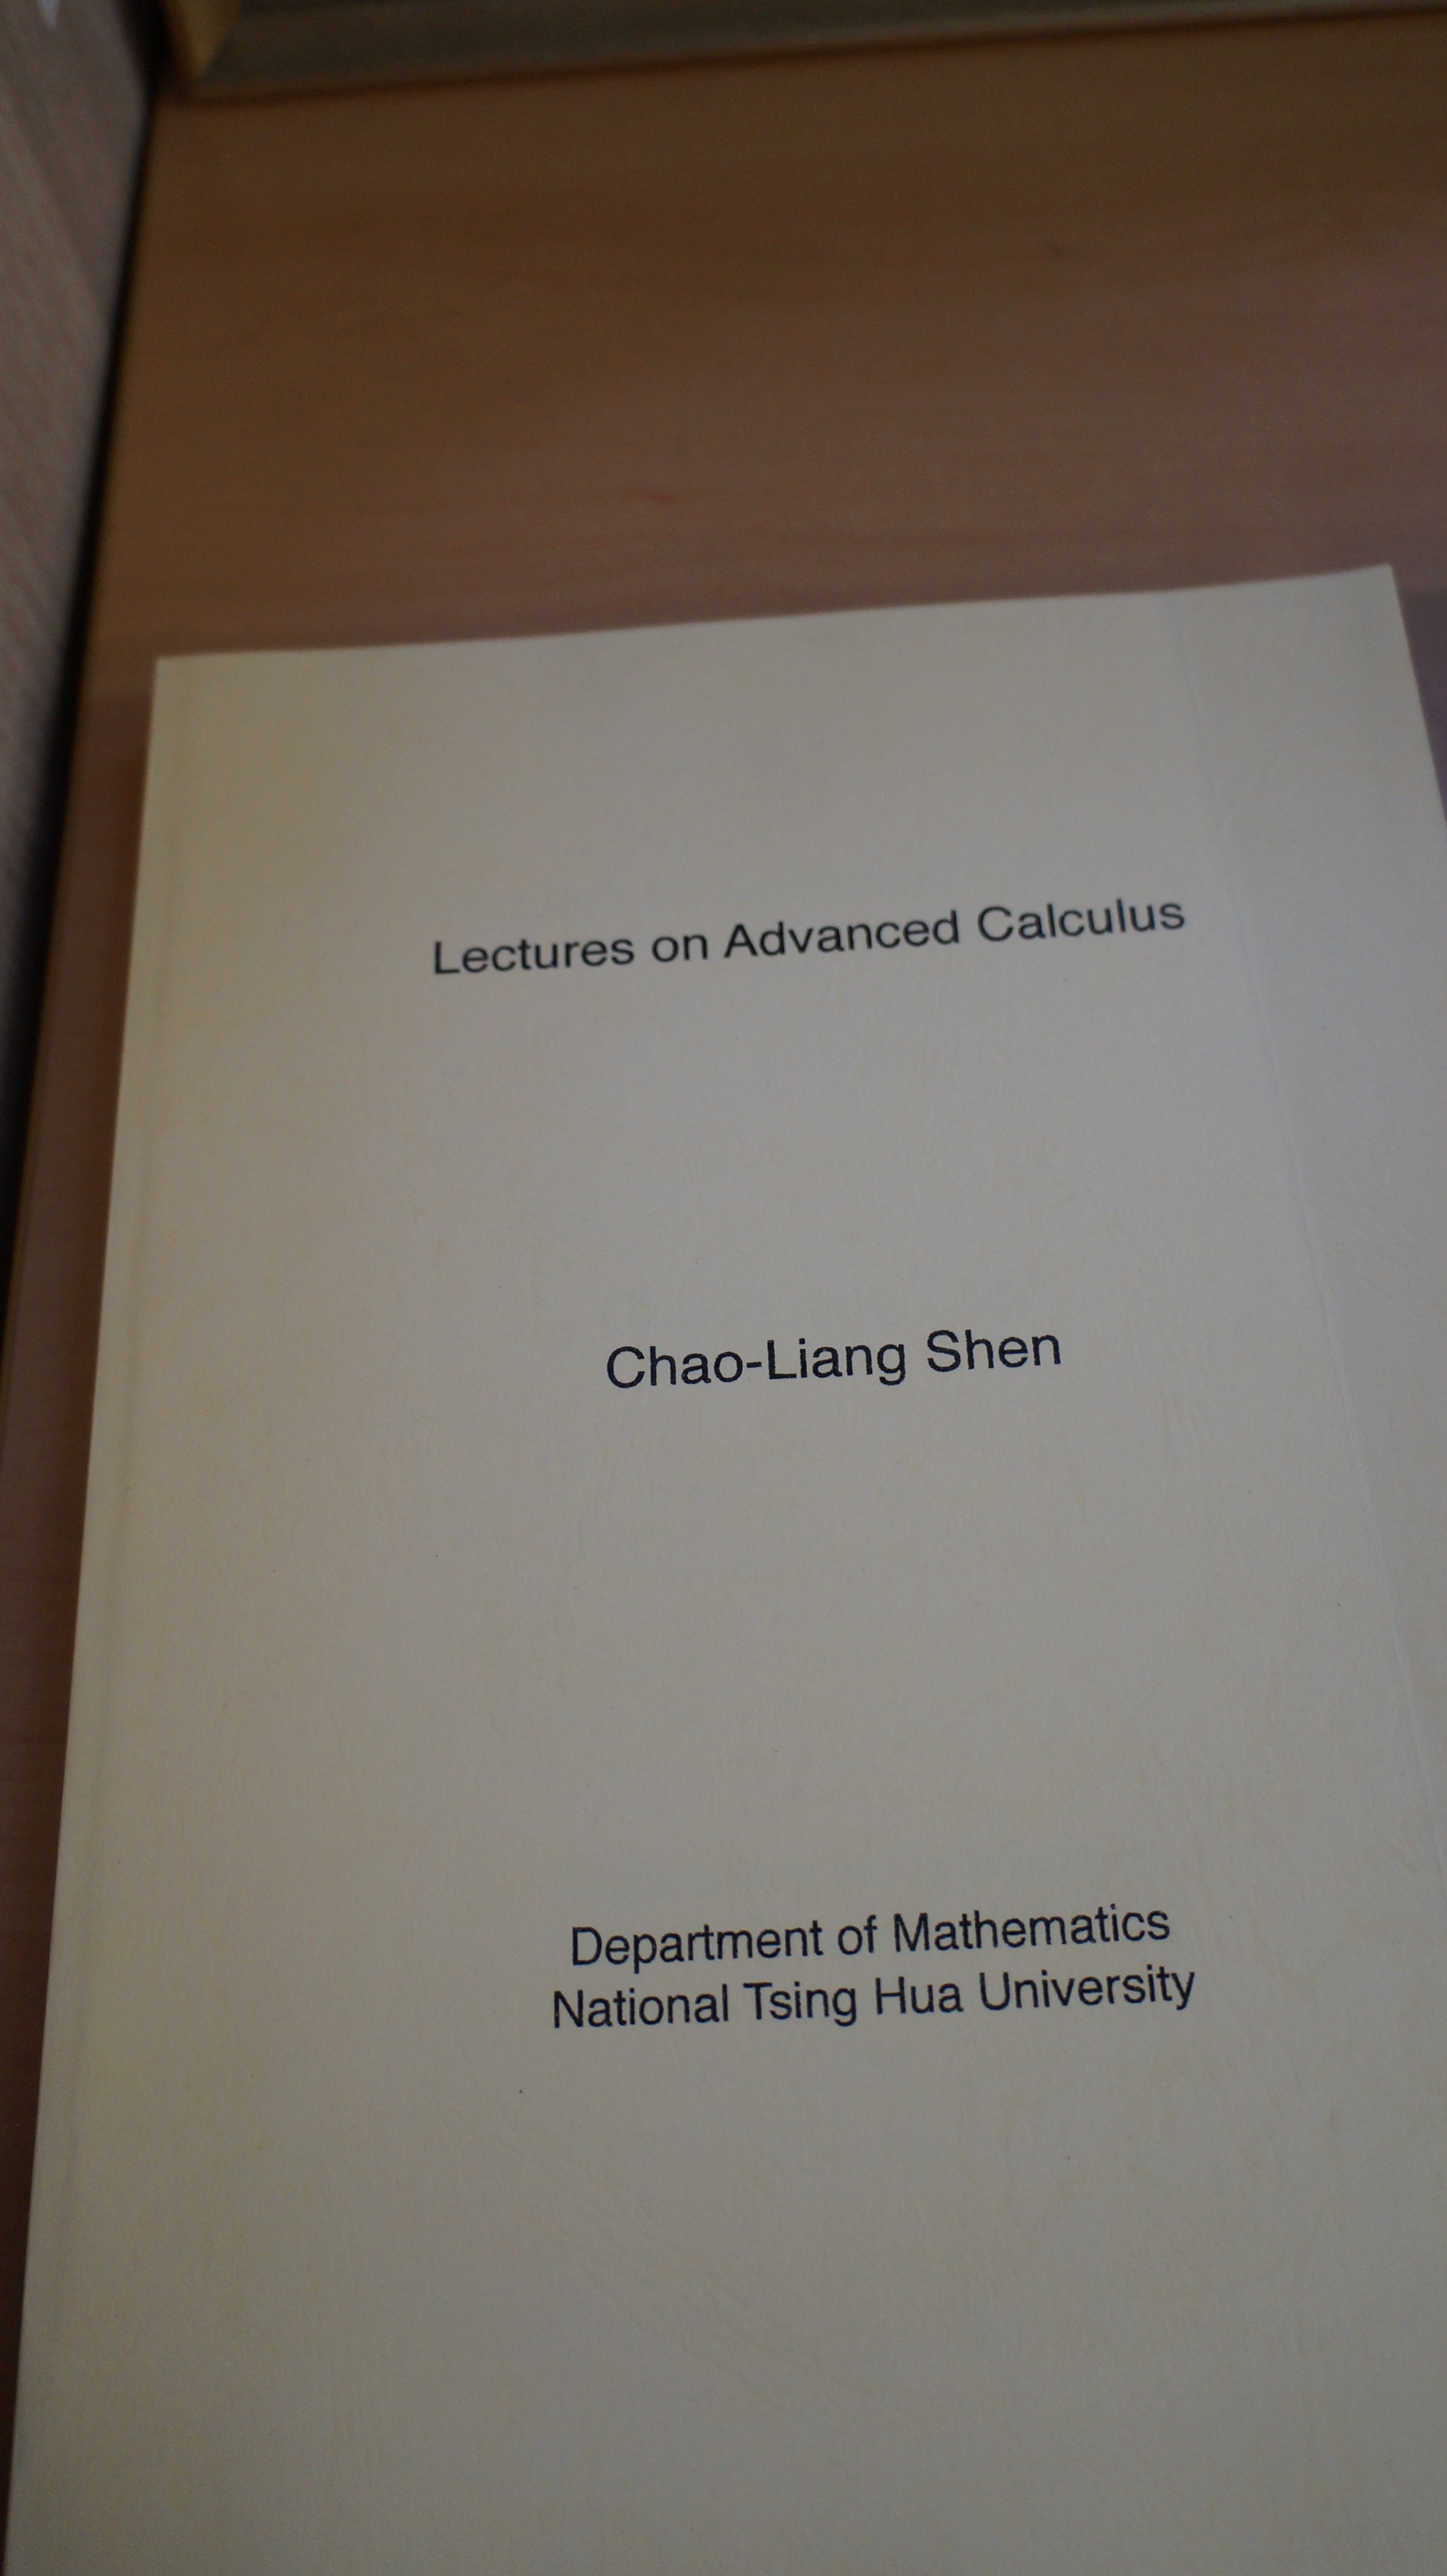 Lectures on Advanced Calculus
Chao-Liang Shen
Department of Mathematics
National Tsing Hua University